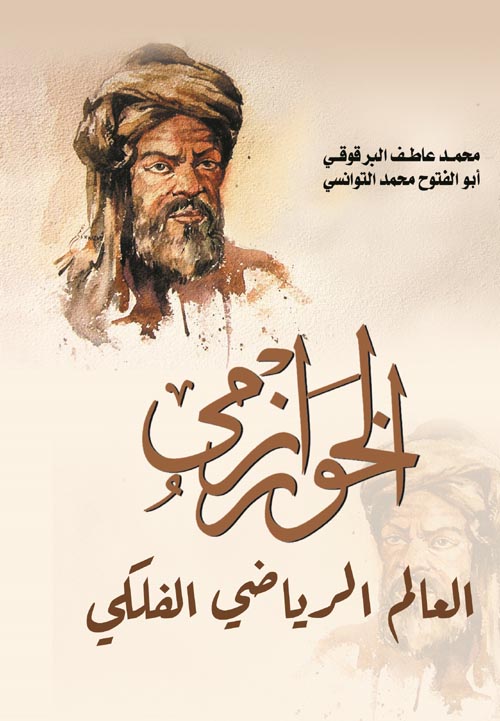 محمد عاطف البرقوقي
أبو الفتوح محمد التوانسي
الخوارزمي
العالم الرياضي الفلكي